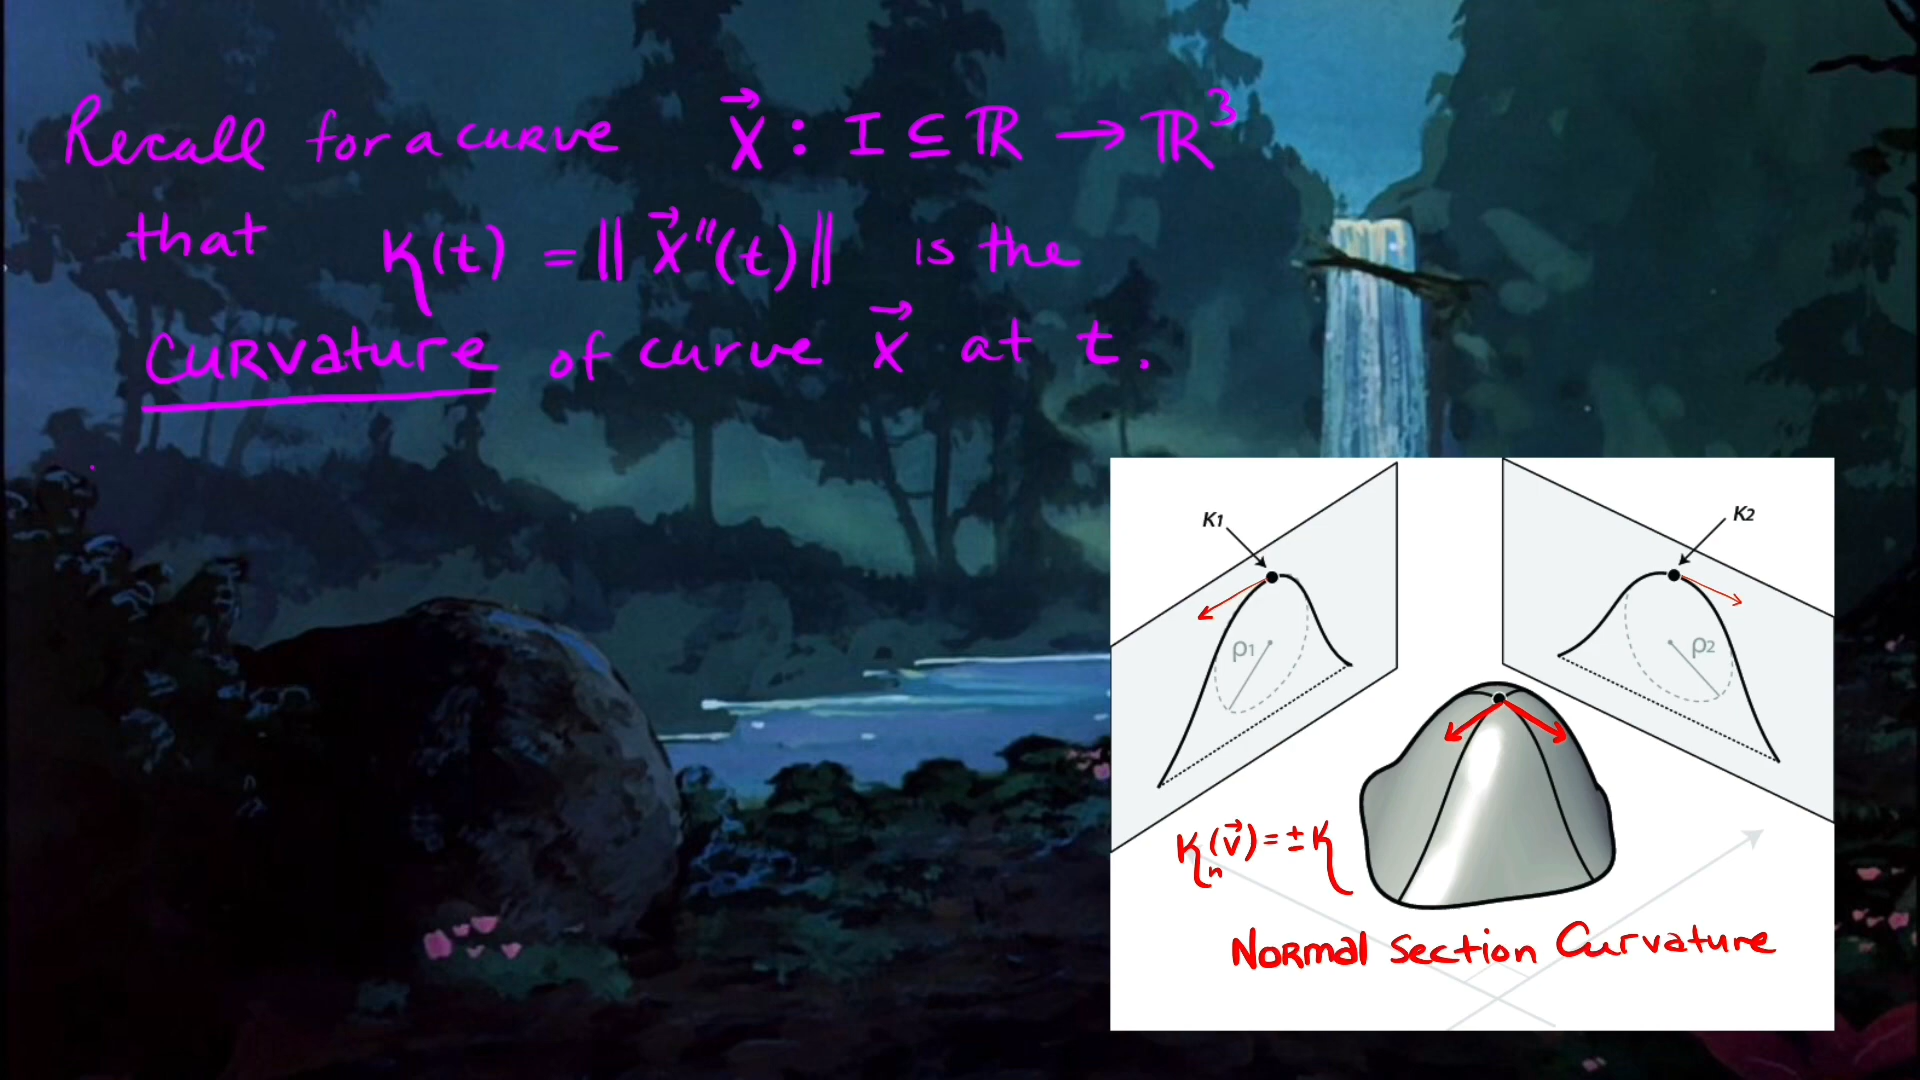 Recall for a curve x⃗ : I ⊆ ℝ → ℝ³
that κ(t) = ‖ x⃗″(t) ‖ is the
curvature of curve x⃗ at t.
K1
K2
ρ1
ρ2
κₙ(v⃗) = ± κ
Normal Section Curvature